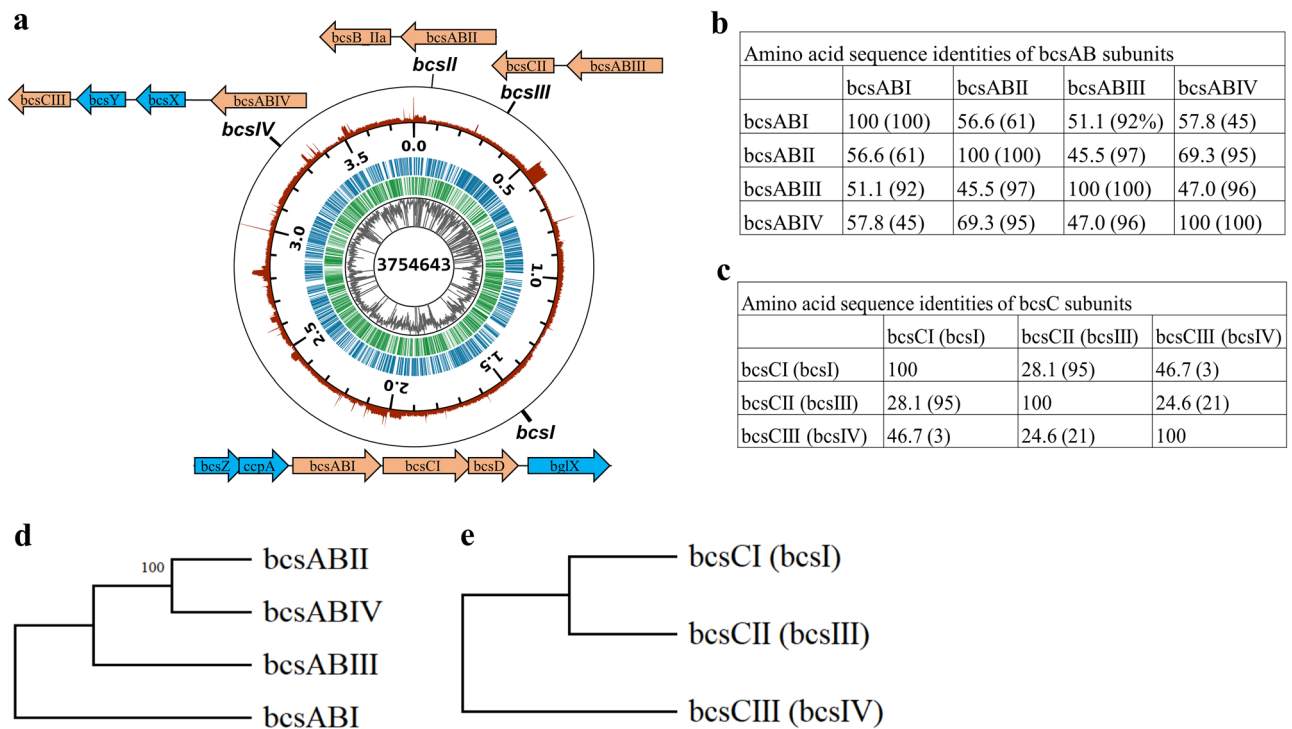 a
bcsB_IIa bcsABII
bcsII
bcsCII bcsABIII
bcsIII
bcsCIII bcsY bcsX bcsABIV
bcsIV
0.0
0.5
1.0
1.5
2.0
2.5
3.0
3.5
3754643
bcsI
bcsZ ccpA bcsABI bcsCI bcsD bglX
b
Amino acid sequence identities of bcsAB subunits
bcsABI bcsABII bcsABIII bcsABIV
bcsABI 100 (100) 56.6 (61) 51.1 (92%) 57.8 (45)
bcsABII 56.6 (61) 100 (100) 45.5 (97) 69.3 (95)
bcsABIII 51.1 (92) 45.5 (97) 100 (100) 47.0 (96)
bcsABIV 57.8 (45) 69.3 (95) 47.0 (96) 100 (100)
c
Amino acid sequence identities of bcsC subunits
bcsCI (bcsI) bcsCII (bcsIII) bcsCIII (bcsIV)
bcsCI (bcsI) 100 28.1 (95) 46.7 (3)
bcsCII (bcsIII) 28.1 (95) 100 24.6 (21)
bcsCIII (bcsIV) 46.7 (3) 24.6 (21) 100
d
100
bcsABII
bcsABIV
bcsABIII
bcsABI
e
bcsCI (bcsI)
bcsCII (bcsIII)
bcsCIII (bcsIV)